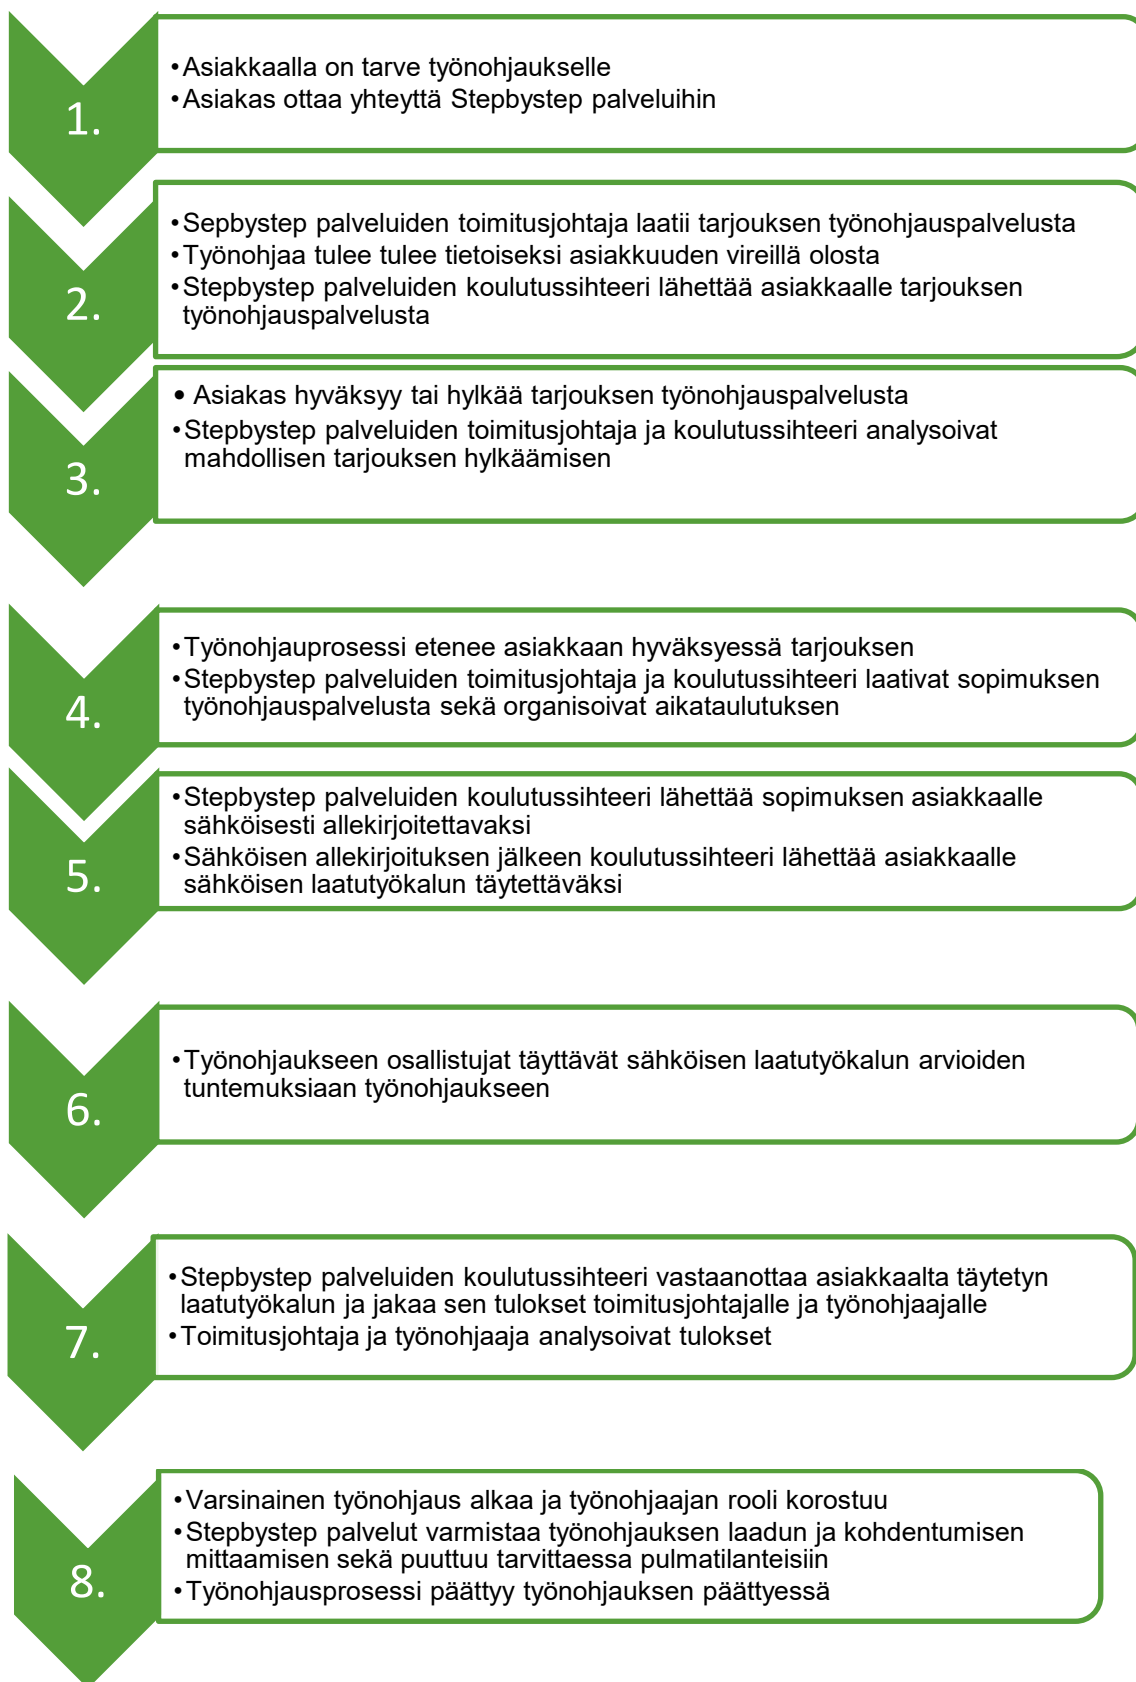 1.
•Asiakkaalla on tarve työnohjaukselle
•Asiakas ottaa yhteyttä Stepbystep palveluihin
2.
•Sepbystep palveluiden toimitusjohtaja laatii tarjouksen työnohjauspalvelusta
•Työnohjaa tulee tulee tietoiseksi asiakkuuden vireillä olosta
•Stepbystep palveluiden koulutussihteeri lähettää asiakkaalle tarjouksen
työnohjauspalvelusta
3.
• Asiakas hyväksyy tai hylkää tarjouksen työnohjauspalvelusta
•Stepbystep palveluiden toimitusjohtaja ja koulutussihteeri analysoivat
mahdollisen tarjouksen hylkäämisen
4.
•Työnohjauprosessi etenee asiakkaan hyväksyessä tarjouksen
•Stepbystep palveluiden toimitusjohtaja ja koulutussihteeri laativat sopimuksen
työnohjauspalvelusta sekä organisoivat aikataulutuksen
5.
•Stepbystep palveluiden koulutussihteeri lähettää sopimuksen asiakkaalle
sähköisesti allekirjoitettavaksi
•Sähköisen allekirjoituksen jälkeen koulutussihteeri lähettää asiakkaalle
sähköisen laatutyökalun täytettäväksi
6.
•Työnohjaukseen osallistujat täyttävät sähköisen laatutyökalun arvioiden
tuntemuksiaan työnohjaukseen
7.
•Stepbystep palveluiden koulutussihteeri vastaanottaa asiakkaalta täytetyn
laatutyökalun ja jakaa sen tulokset toimitusjohtajalle ja työnohjaajalle
•Toimitusjohtaja ja työnohjaaja analysoivat tulokset
8.
•Varsinainen työnohjaus alkaa ja työnohjaajan rooli korostuu
•Stepbystep palvelut varmistaa työnohjauksen laadun ja kohdentumisen
mittaamisen sekä puuttuu tarvittaessa pulmatilanteisiin
•Työnohjausprosessi päättyy työnohjauksen päättyessä